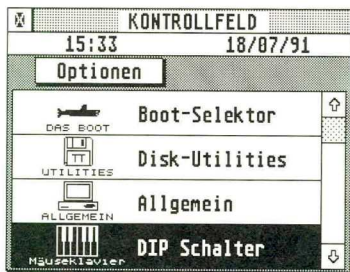 KONTROLLFELD
15:33 18/07/91
Optionen
DAS BOOT Boot-Selektor
UTILITIES Disk-Utilities
ALLGEMEIN Allgemein
Mäuseklavier DIP Schalter